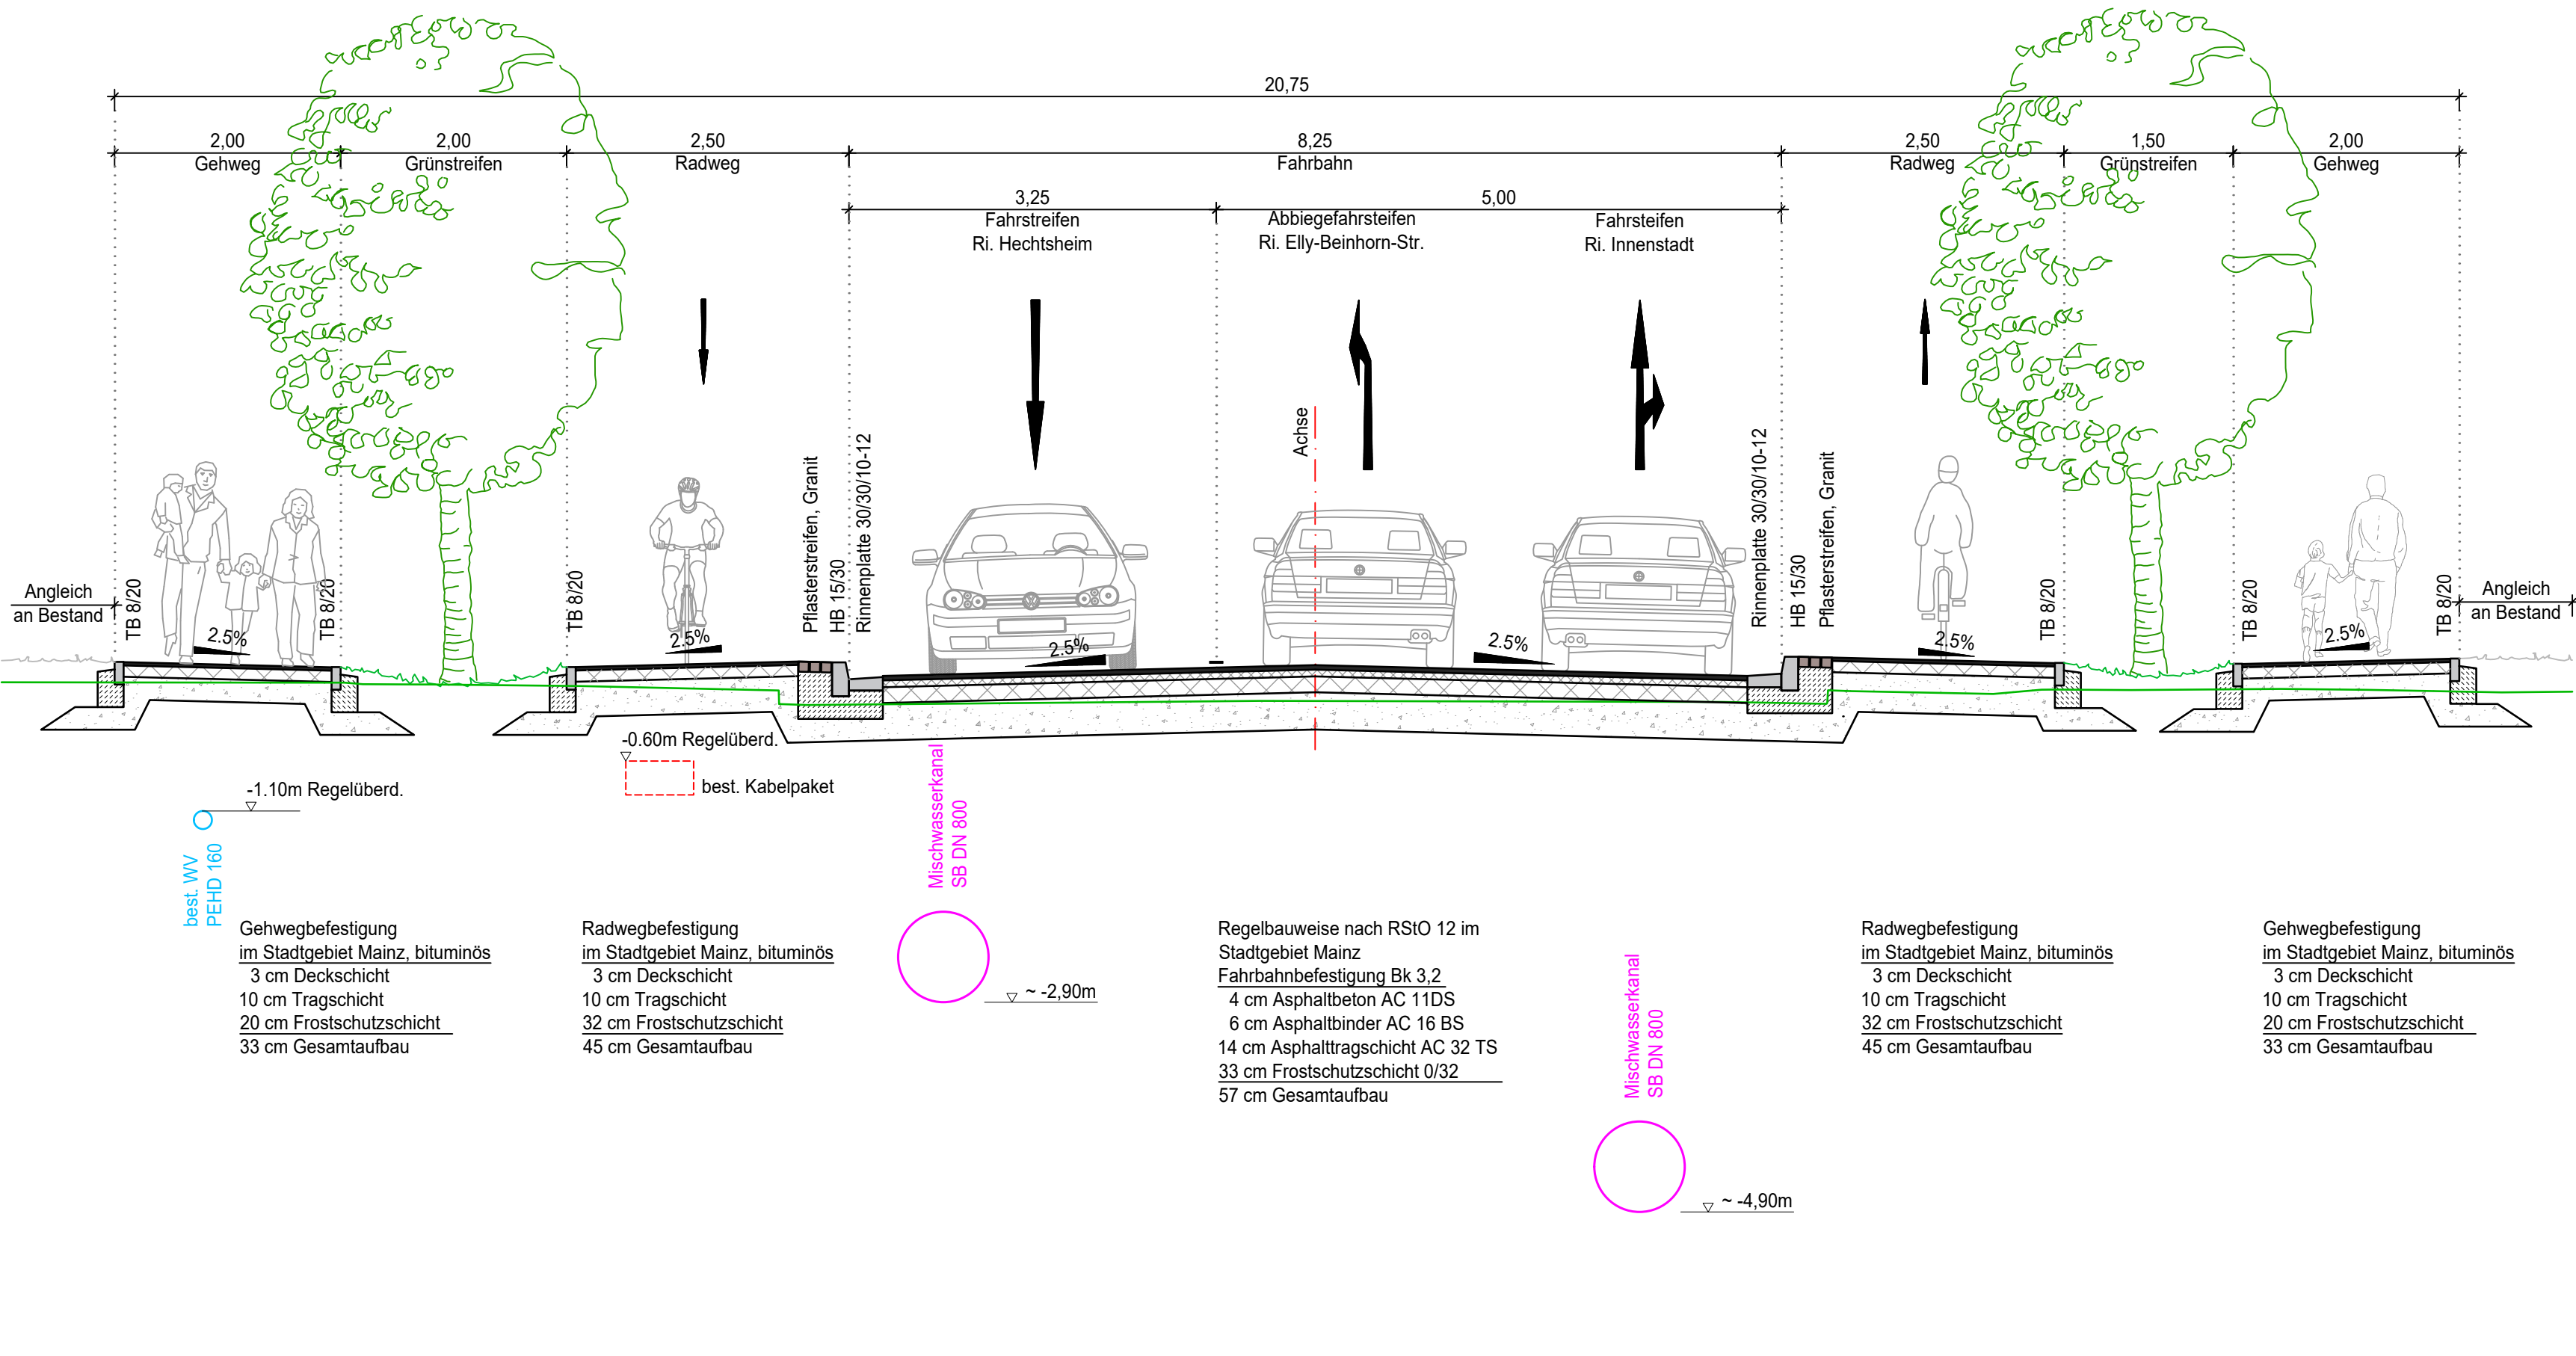 20,75
2,00
Gehweg
2,00
Grünstreifen
2,50
Radweg
8,25
Fahrbahn
2,50
Radweg
1,50
Grünstreifen
2,00
Gehweg
3,25
Fahrstreifen
Ri. Hechtsheim
5,00
Abbiegefahrsteifen
Ri. Elly-Beinhorn-Str.
Fahrsteifen
Ri. Innenstadt
Achse
Angleich
an Bestand
TB 8/20
2.5%
TB 8/20
TB 8/20
2.5%
Pflasterstreifen, Granit
HB 15/30
Rinnenplatte 30/30/10-12
2.5%
2.5%
Rinnenplatte 30/30/10-12
HB 15/30
Pflasterstreifen, Granit
2.5%
TB 8/20
TB 8/20
2.5%
TB 8/20
Angleich
an Bestand
-0.60m Regelüberd.
best. Kabelpaket
-1.10m Regelüberd.
best. WV
PEHD 160
Mischwasserkanal
SB DN 800
~ -2,90m
Mischwasserkanal
SB DN 800
~ -4,90m
Gehwegbefestigung
im Stadtgebiet Mainz, bituminös
3 cm Deckschicht
10 cm Tragschicht
20 cm Frostschutzschicht
33 cm Gesamtaufbau
Radwegbefestigung
im Stadtgebiet Mainz, bituminös
3 cm Deckschicht
10 cm Tragschicht
32 cm Frostschutzschicht
45 cm Gesamtaufbau
Regelbauweise nach RStO 12 im
Stadtgebiet Mainz
Fahrbahnbefestigung Bk 3,2
4 cm Asphaltbeton AC 11DS
6 cm Asphaltbinder AC 16 BS
14 cm Asphalttragschicht AC 32 TS
33 cm Frostschutzschicht 0/32
57 cm Gesamtaufbau
Radwegbefestigung
im Stadtgebiet Mainz, bituminös
3 cm Deckschicht
10 cm Tragschicht
32 cm Frostschutzschicht
45 cm Gesamtaufbau
Gehwegbefestigung
im Stadtgebiet Mainz, bituminös
3 cm Deckschicht
10 cm Tragschicht
20 cm Frostschutzschicht
33 cm Gesamtaufbau